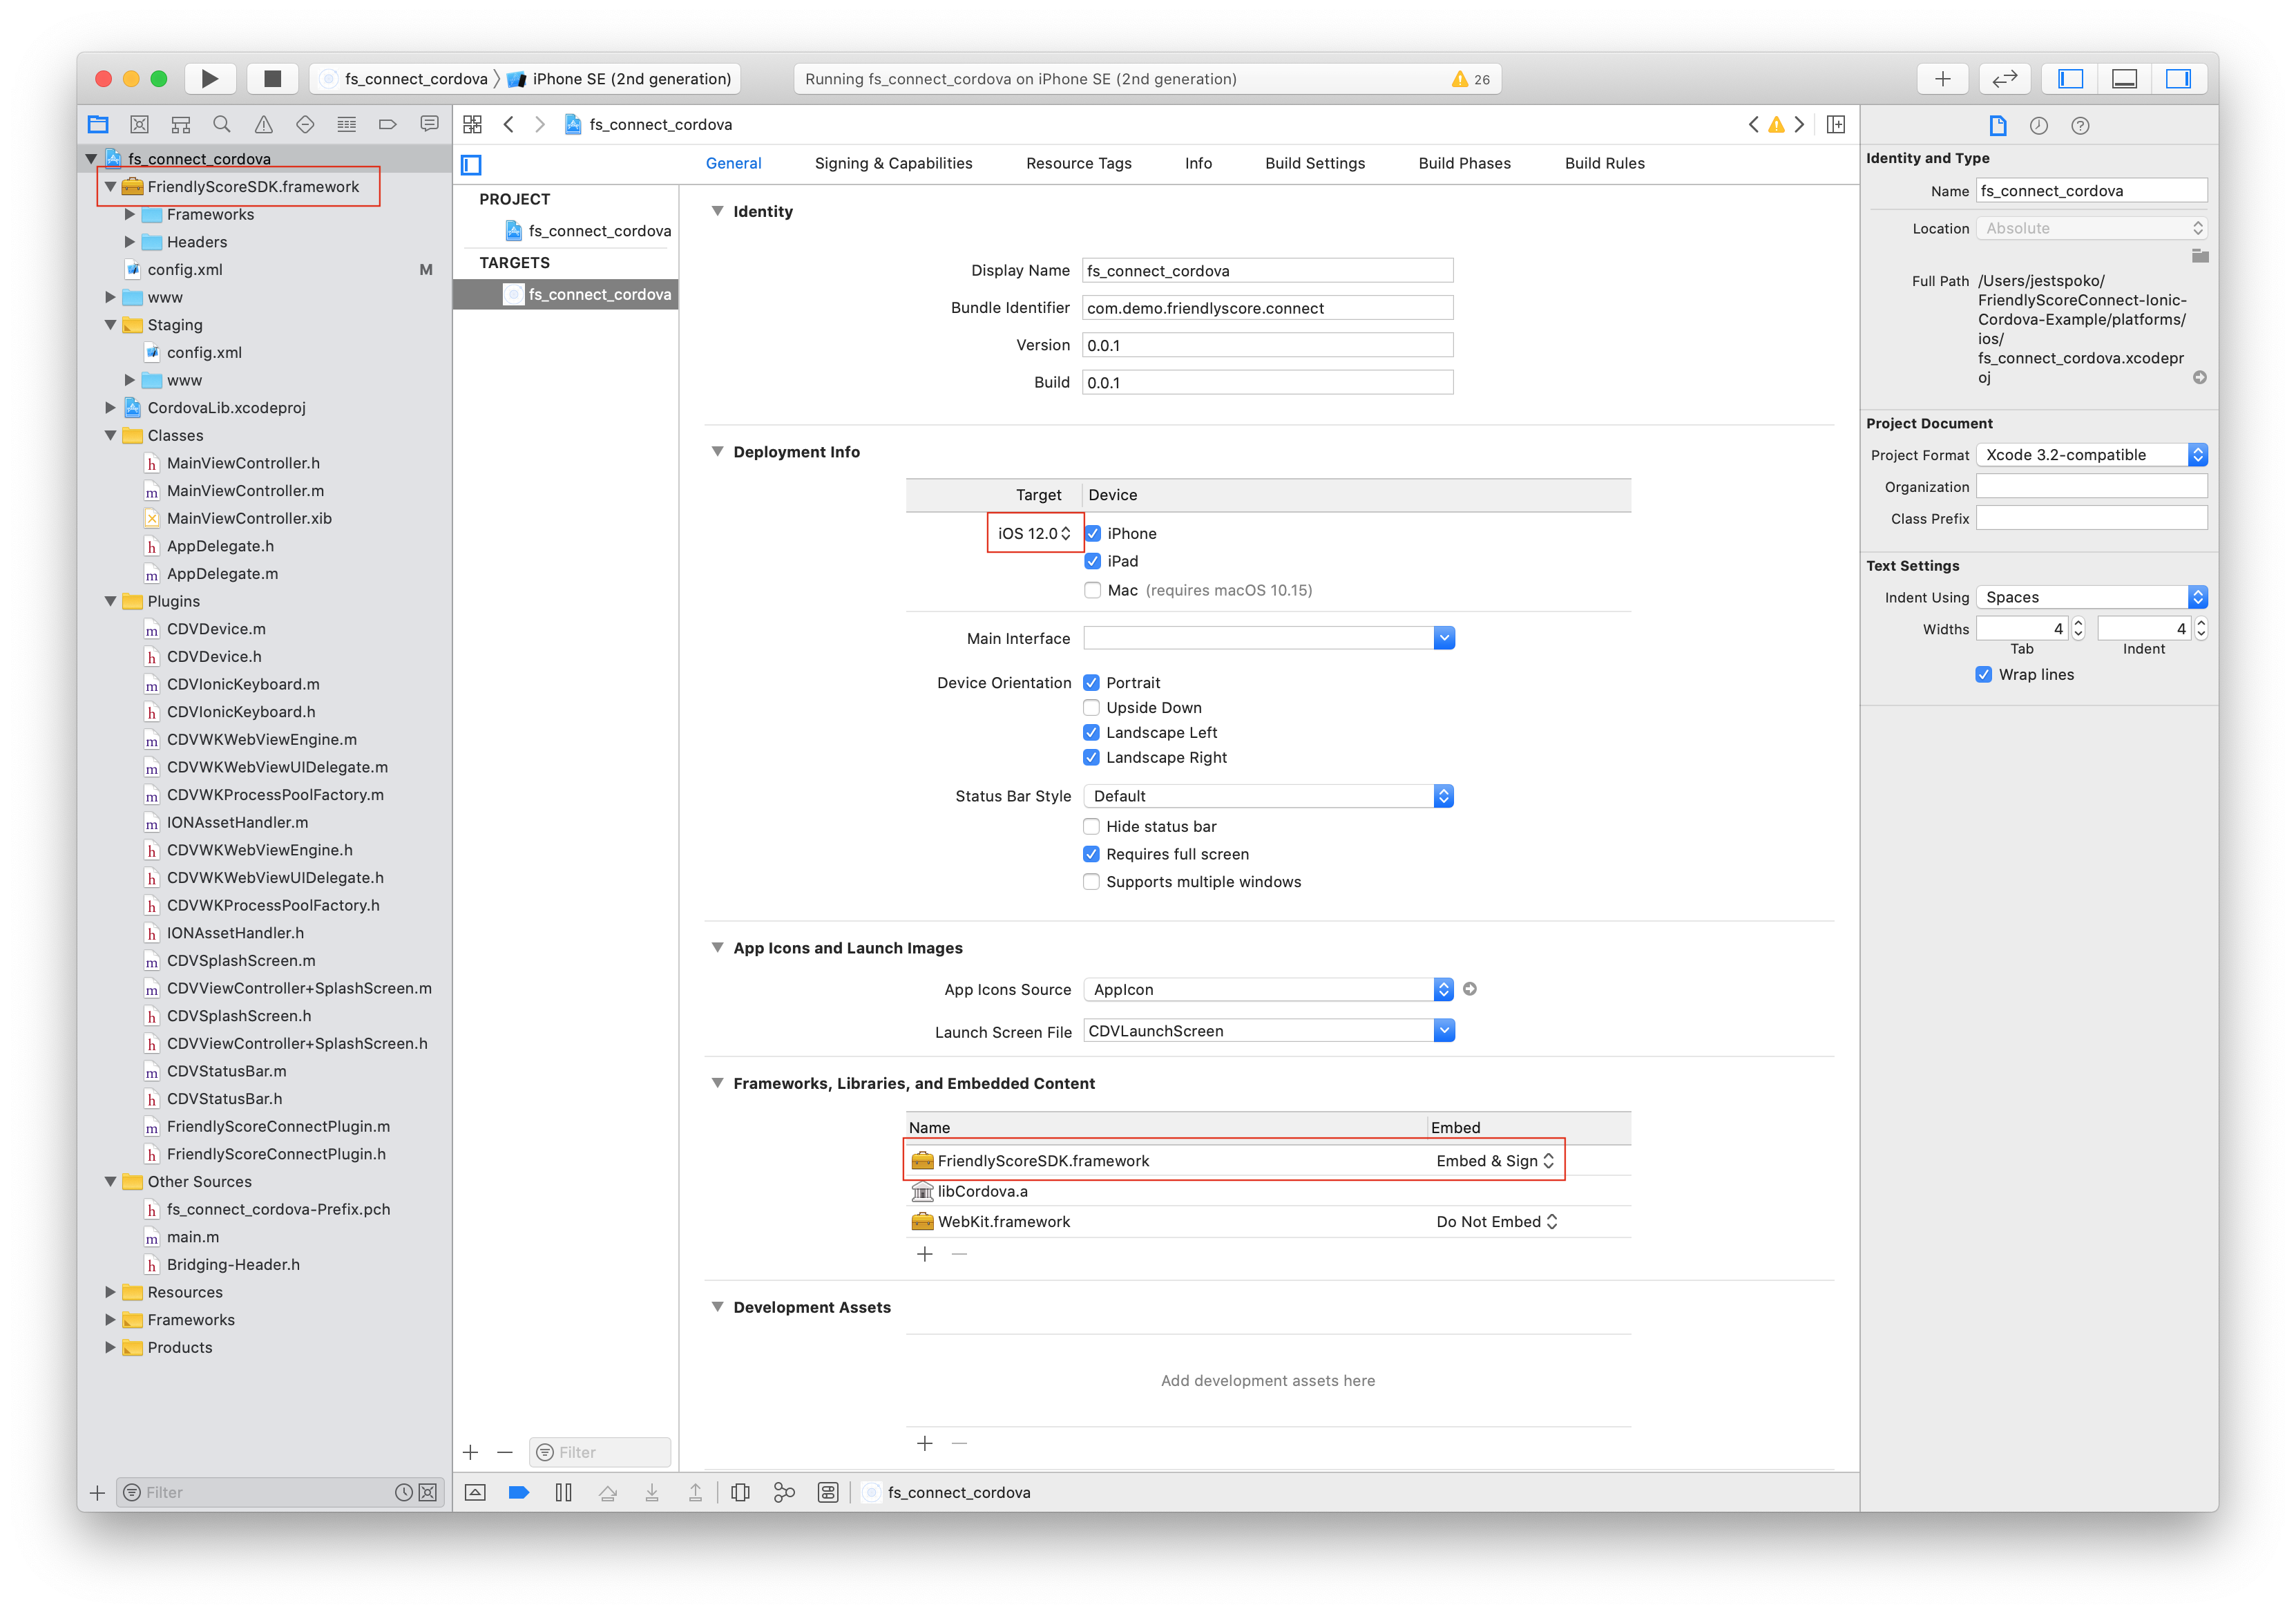 fs_connect_cordova
iPhone SE (2nd generation)
Running fs_connect_cordova on iPhone SE (2nd generation)
26
fs_connect_cordova
FriendlyScoreSDK.framework
Frameworks
Headers
config.xml
M
www
Staging
config.xml
www
CordovaLib.xcodeproj
Classes
MainViewController.h
MainViewController.m
MainViewController.xib
AppDelegate.h
AppDelegate.m
Plugins
CDVDevice.m
CDVDevice.h
CDVIonicKeyboard.m
CDVIonicKeyboard.h
CDVWKWebViewEngine.m
CDVWKWebViewUIDelegate.m
CDVWKProcessPoolFactory.m
IONAssetHandler.m
CDVWKWebViewEngine.h
CDVWKWebViewUIDelegate.h
CDVWKProcessPoolFactory.h
IONAssetHandler.h
CDVSplashScreen.m
CDVViewController+SplashScreen.m
CDVSplashScreen.h
CDVViewController+SplashScreen.h
CDVStatusBar.m
CDVStatusBar.h
FriendlyScoreConnectPlugin.m
FriendlyScoreConnectPlugin.h
Other Sources
fs_connect_cordova-Prefix.pch
main.m
Bridging-Header.h
Resources
Frameworks
Products
Filter
fs_connect_cordova
General
Signing & Capabilities
Resource Tags
Info
Build Settings
Build Phases
Build Rules
PROJECT
fs_connect_cordova
TARGETS
fs_connect_cordova
Filter
Identity
Display Name fs_connect_cordova
Bundle Identifier com.demo.friendlyscore.connect
Version 0.0.1
Build 0.0.1
Deployment Info
Target Device
iOS 12.0 iPhone
iPad
Mac (requires macOS 10.15)
Main Interface
Device Orientation Portrait
Upside Down
Landscape Left
Landscape Right
Status Bar Style Default
Hide status bar
Requires full screen
Supports multiple windows
App Icons and Launch Images
App Icons Source AppIcon
Launch Screen File CDVLaunchScreen
Frameworks, Libraries, and Embedded Content
Name Embed
FriendlyScoreSDK.framework Embed & Sign
libCordova.a
WebKit.framework Do Not Embed
Development Assets
Add development assets here
fs_connect_cordova
Identity and Type
Name fs_connect_cordova
Location Absolute
Full Path /Users/jestspoko/
FriendlyScoreConnect-Ionic-
Cordova-Example/platforms/
ios/
fs_connect_cordova.xcodepr
oj
Project Document
Project Format Xcode 3.2-compatible
Organization
Class Prefix
Text Settings
Indent Using Spaces
Widths 4 4
Tab Indent
Wrap lines